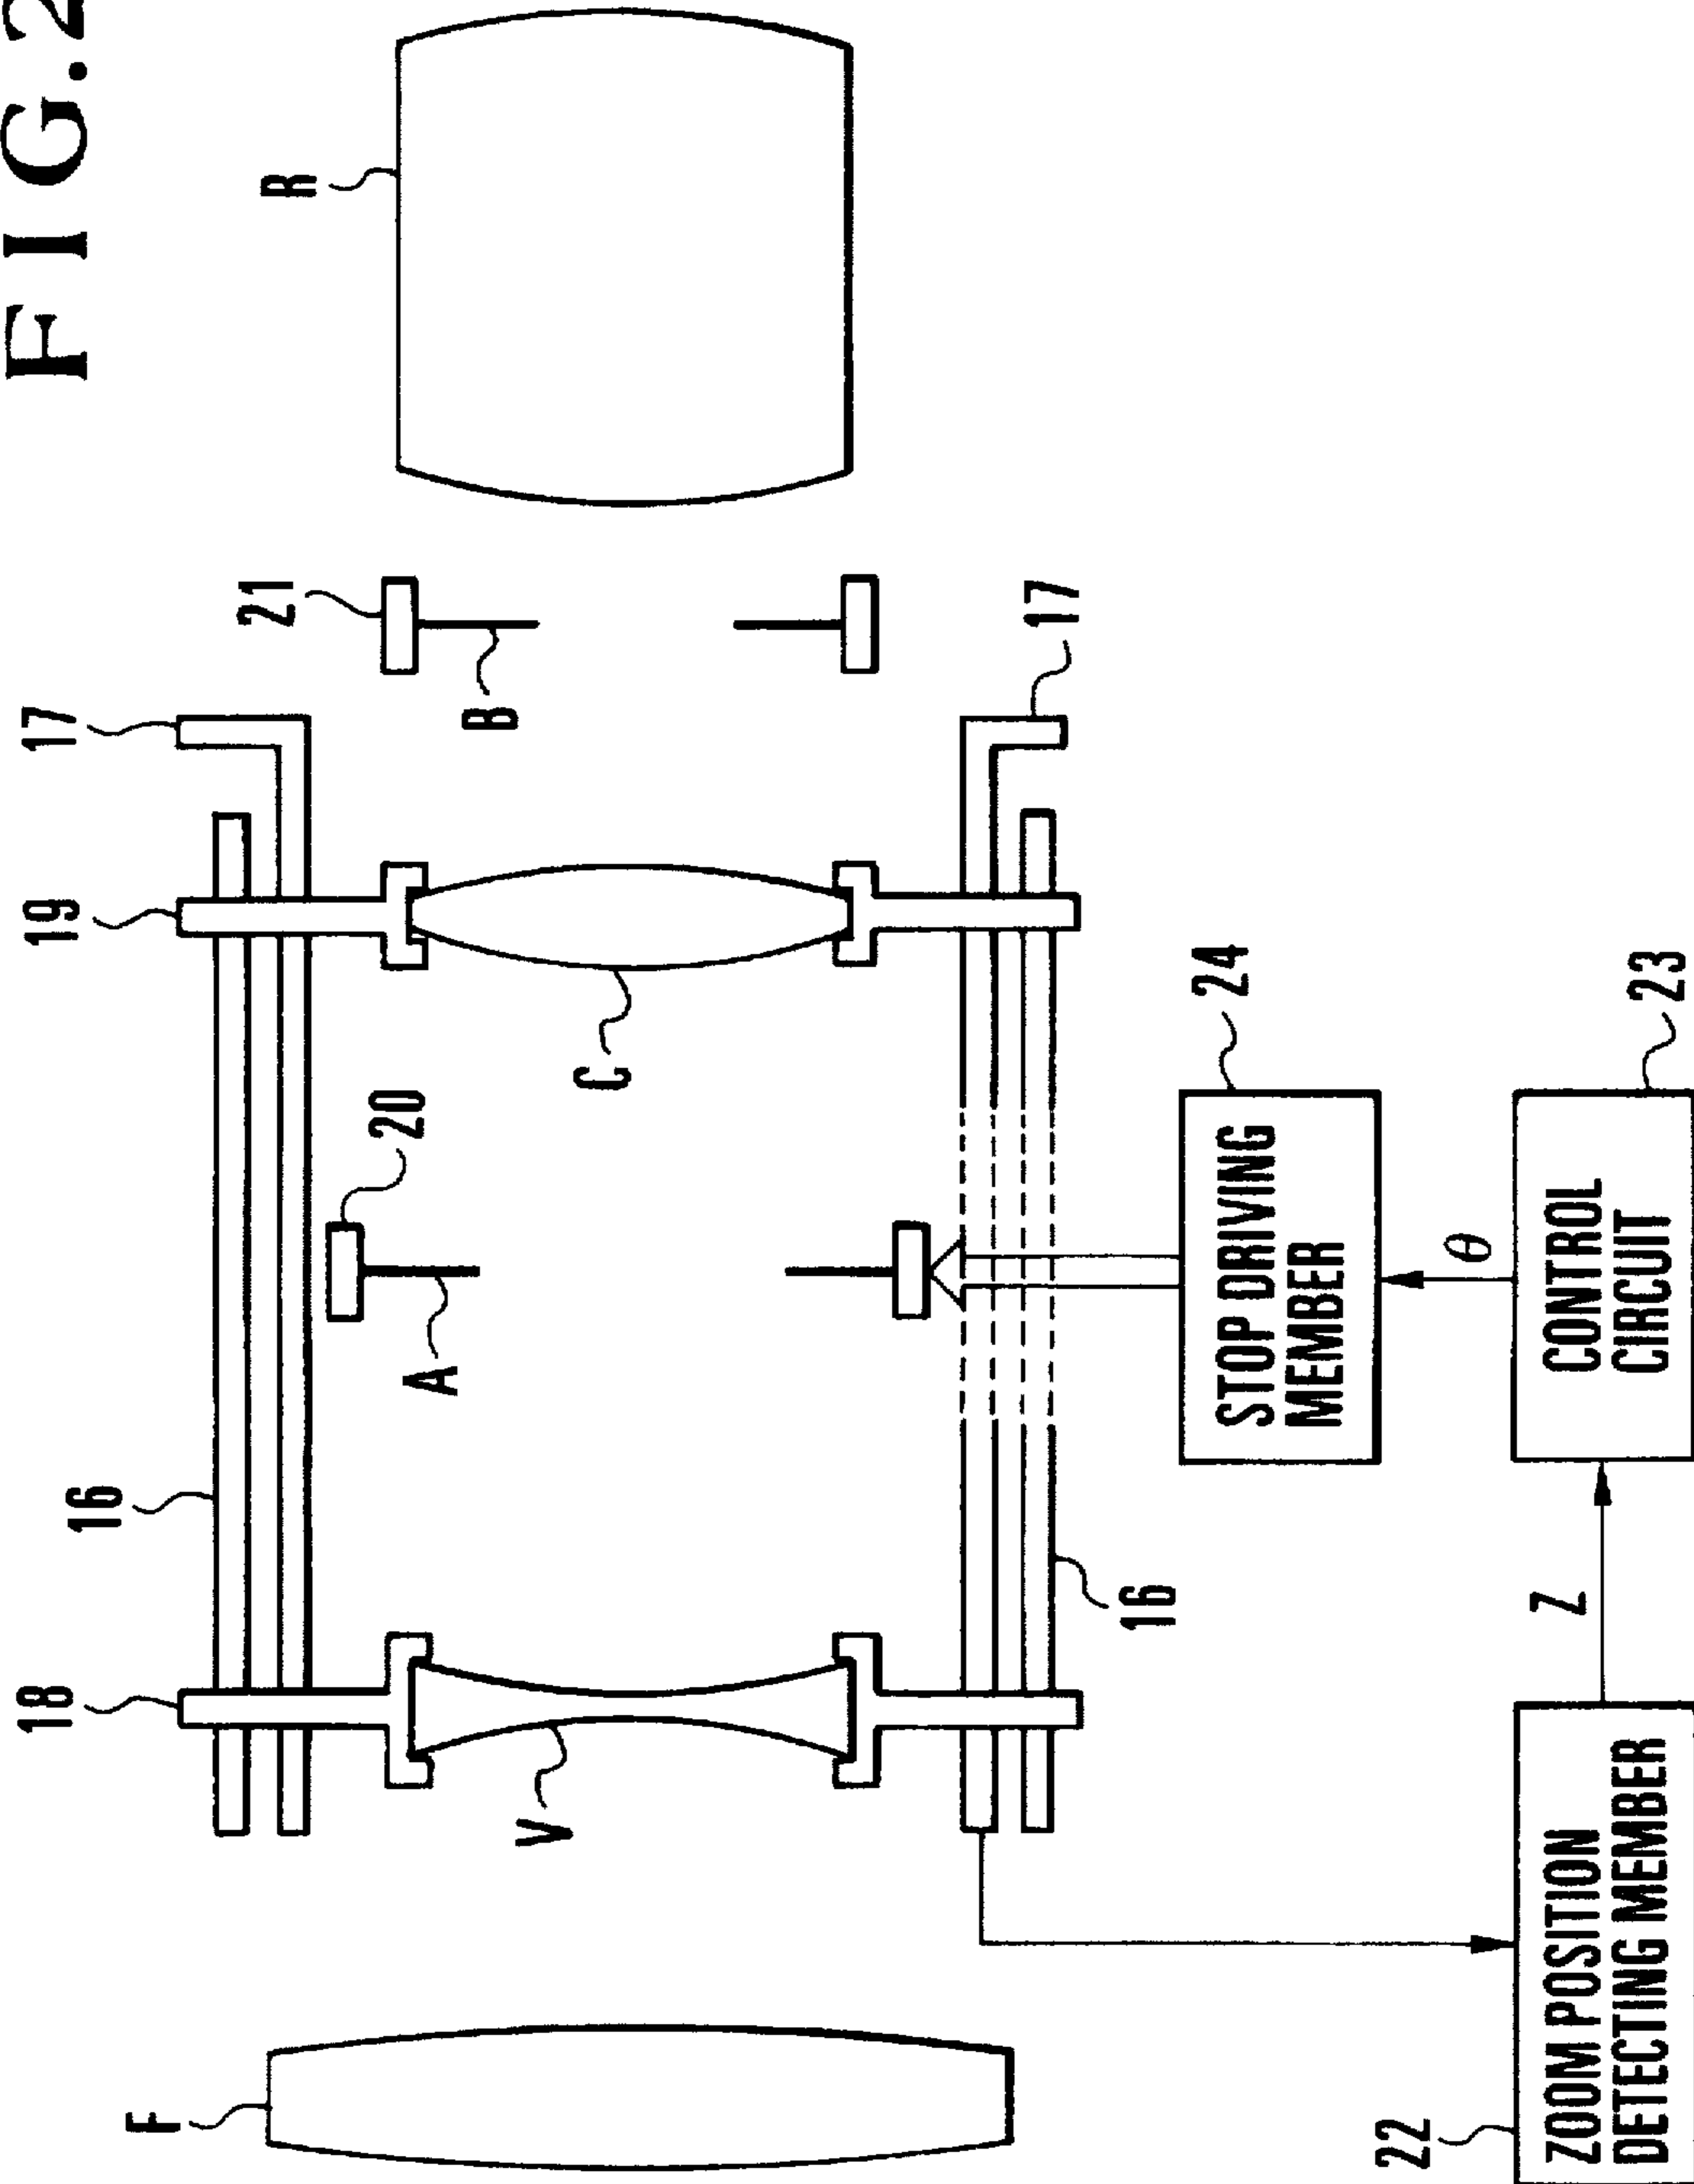 FIG.2
F
18
V
16
A
20
C
19
17
B
21
R
16
17
22
ZOOM POSITION
DETECTING MEMBER
Z
CONTROL
CIRCUIT
23
θ
STOP DRIVING
MEMBER
24